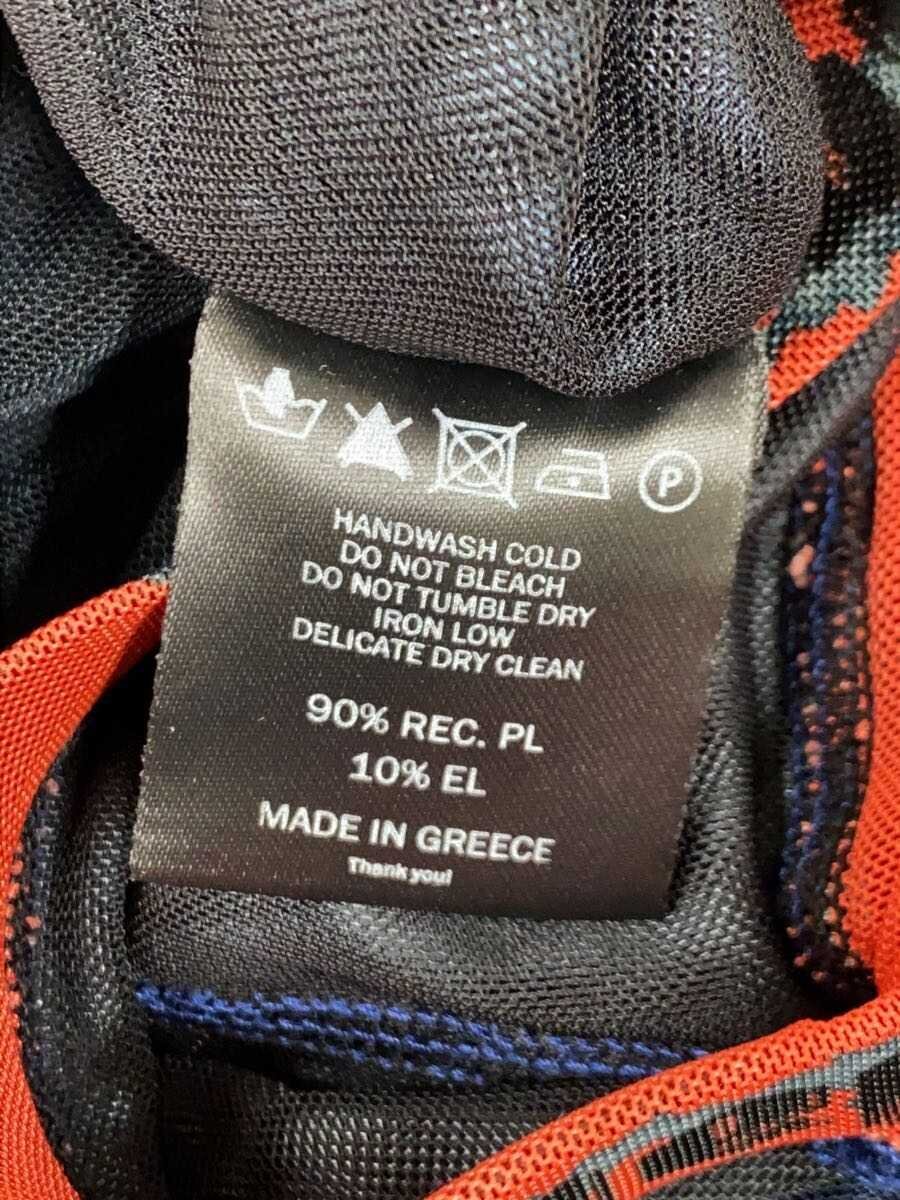 P
HANDWASH COLD
DO NOT BLEACH
DO NOT TUMBLE DRY
IRON LOW
DELICATE DRY CLEAN
90% REC. PL
10% EL
MADE IN GREECE
Thank you!